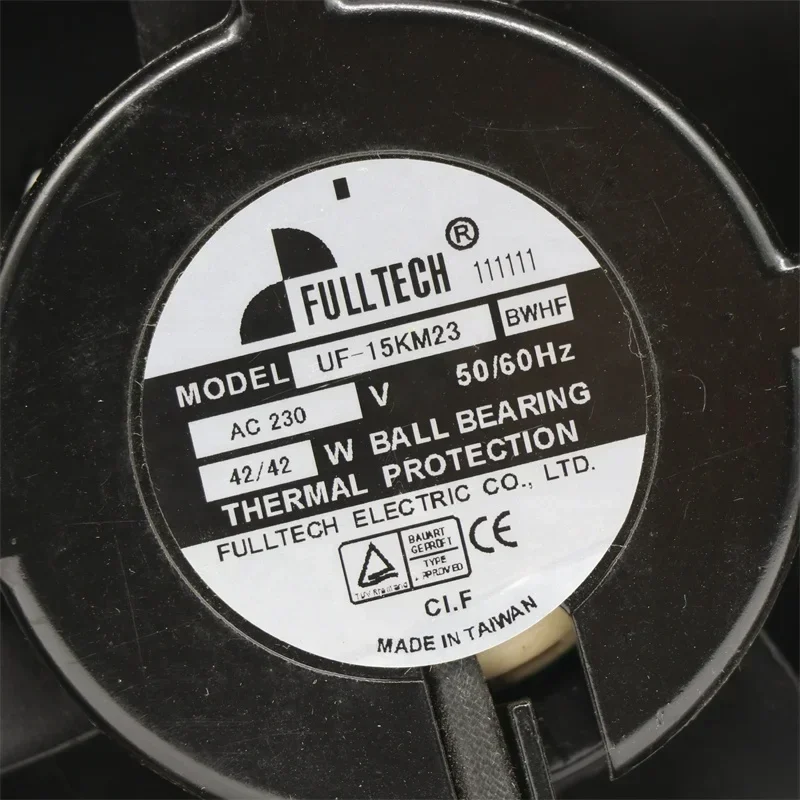 FULLTECH ®
111111
MODEL UF-15KM23 BWHF
AC 230 V 50/60Hz
42/42 W BALL BEARING
THERMAL PROTECTION
FULLTECH ELECTRIC CO., LTD.
BAUART
GEPRÜFT
TYPE
APPROVED
CE
CI.F
MADE IN TAIWAN